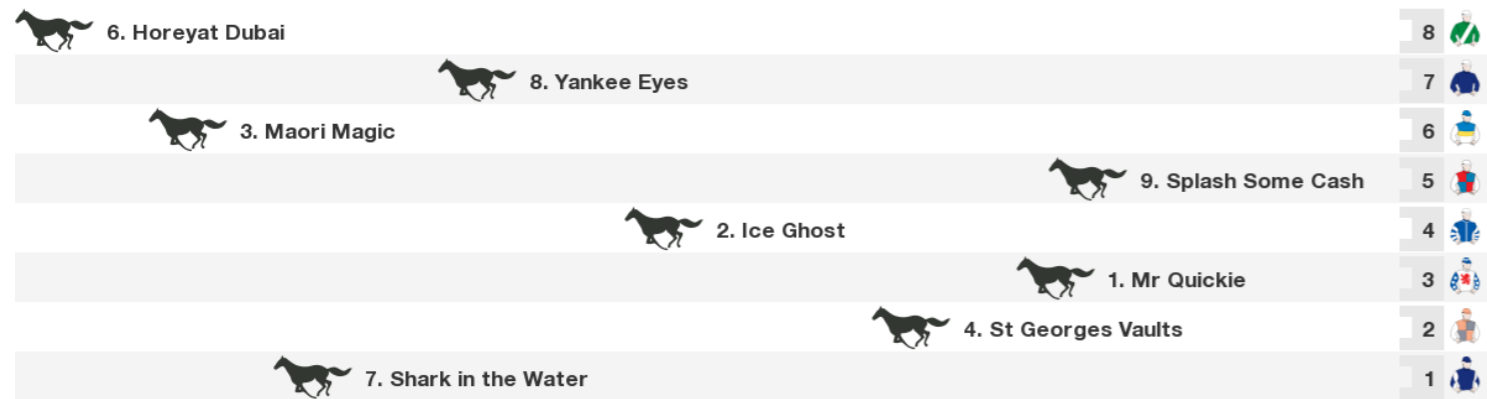 6. Horeyat Dubai 8
8. Yankee Eyes 7
3. Maori Magic 6
9. Splash Some Cash 5
2. Ice Ghost 4
1. Mr Quickie 3
4. St Georges Vaults 2
7. Shark in the Water 1